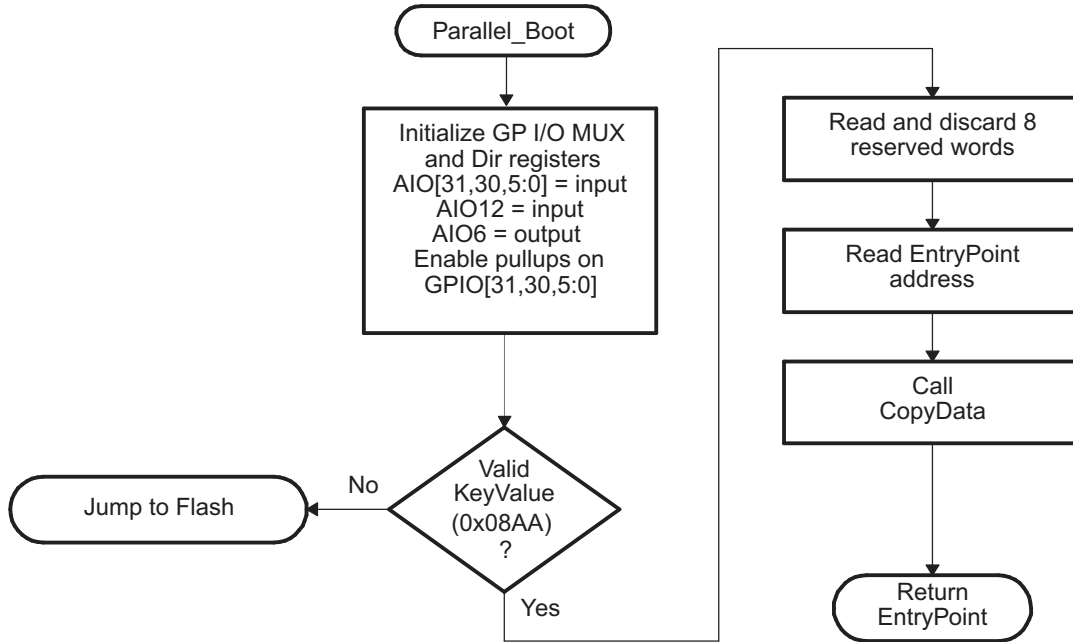 Parallel_Boot
Initialize GP I/O MUX
and Dir registers
AIO[31,30,5:0] = input
AIO12 = input
AIO6 = output
Enable pullups on
GPIO[31,30,5:0]
Valid
KeyValue
(0x08AA)
?
No
Jump to Flash
Yes
Read and discard 8
reserved words
Read EntryPoint
address
Call
CopyData
Return
EntryPoint